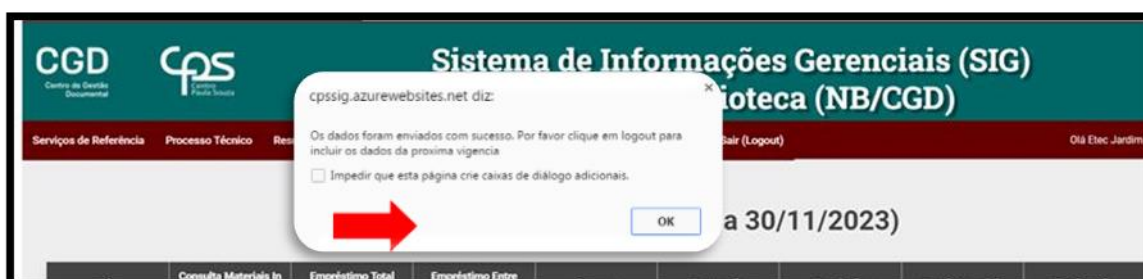 CGD
Centro de Gestão
Documental
Cps
Centro
Paula Souza
Sistema de Informações Gerenciais (SIG)
ioteca (NB/CGD)
cpssig.azurewebsites.net diz:
×
Os dados foram enviados com sucesso. Por favor clique em logout para
incluir os dados da proxima vigencia
Impedir que esta página crie caixas de diálogo adicionais.
OK
Serviços de Referência Processo Técnico Res Sair (Logout) Olá Etec Jardim
a 30/11/2023)
Consulta Materiais In Empréstimo Total Empréstimo Entre